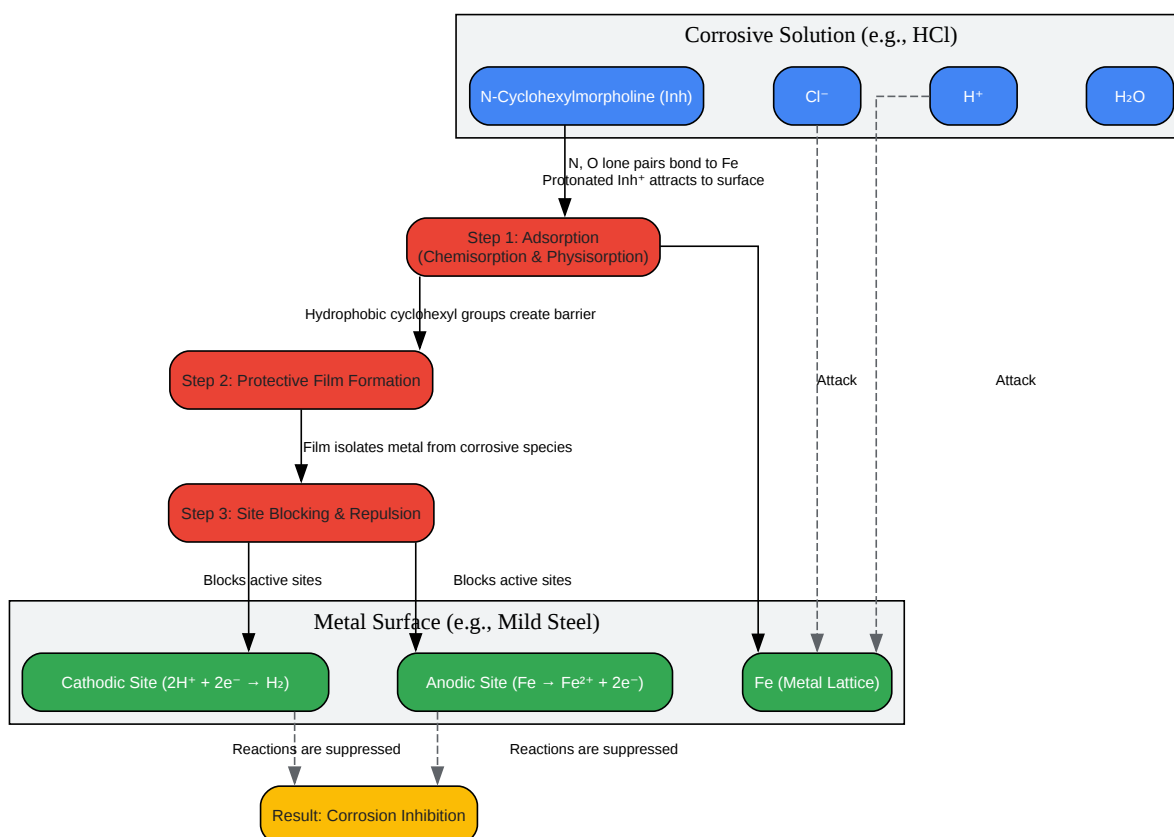 Corrosive Solution (e.g., HCl)
N-Cyclohexylmorpholine (Inh)
Cl⁻
H⁺
H₂O
N, O lone pairs bond to Fe
Protonated Inh⁺ attracts to surface
Step 1: Adsorption
(Chemisorption & Physisorption)
Hydrophobic cyclohexyl groups create barrier
Step 2: Protective Film Formation
Attack
Attack
Film isolates metal from corrosive species
Step 3: Site Blocking & Repulsion
Blocks active sites
Blocks active sites
Metal Surface (e.g., Mild Steel)
Cathodic Site (2H⁺ + 2e⁻ → H₂)
Anodic Site (Fe → Fe²⁺ + 2e⁻)
Fe (Metal Lattice)
Reactions are suppressed
Reactions are suppressed
Result: Corrosion Inhibition